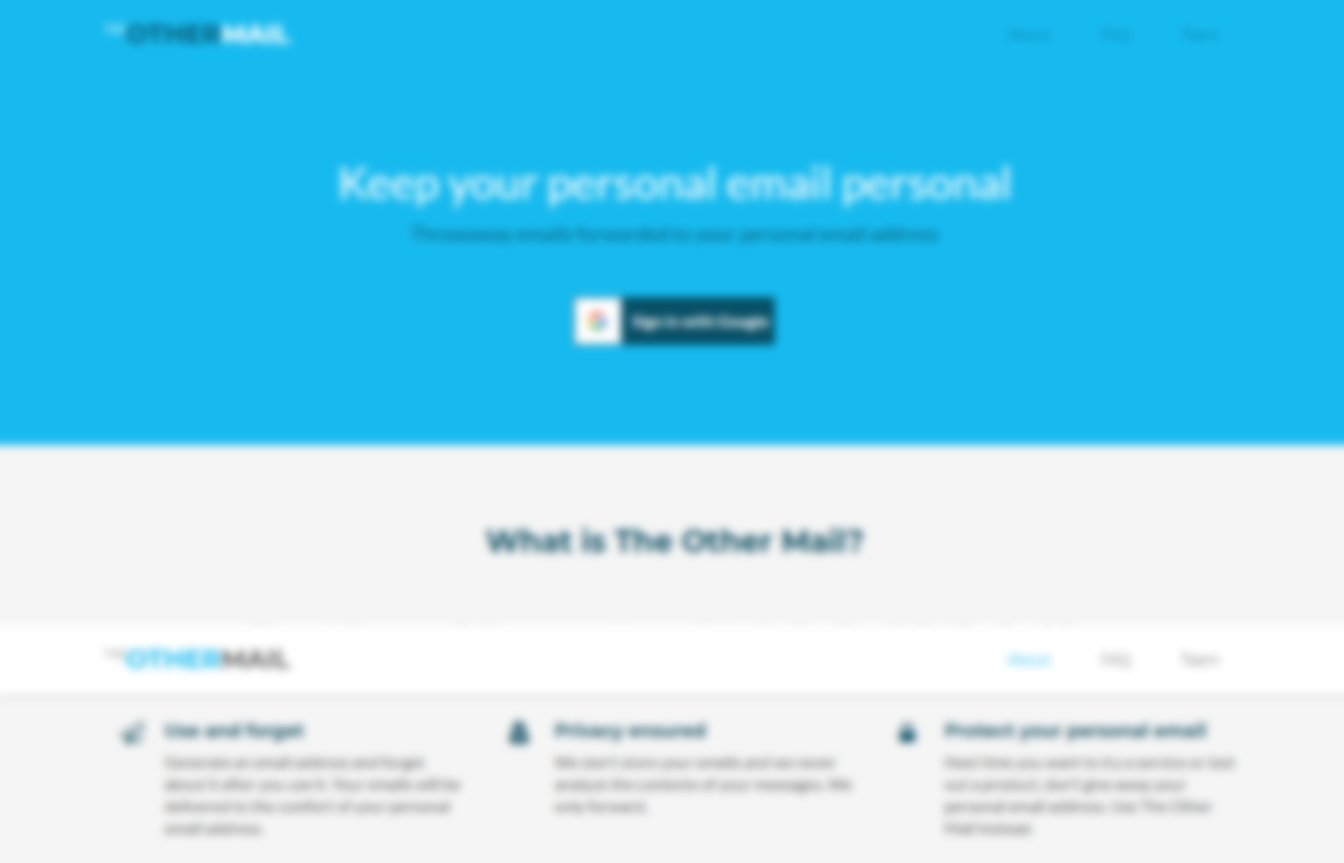 THE OTHERMAIL
About FAQ Team
Keep your personal email personal
Throwaway emails forwarded to your personal email address
Sign in with Google
What is The Other Mail?
THE OTHERMAIL
About FAQ Team
Use and forget
Generate an email address and forget
about it after you use it. Your emails will be
delivered to the comfort of your personal
email address.
Privacy ensured
We don't store your emails and we never
analyze the contents of your messages. We
only forward.
Protect your personal email
Next time you want to try a service or test
out a product, don't give away your
personal email address. Use The Other
Mail instead.